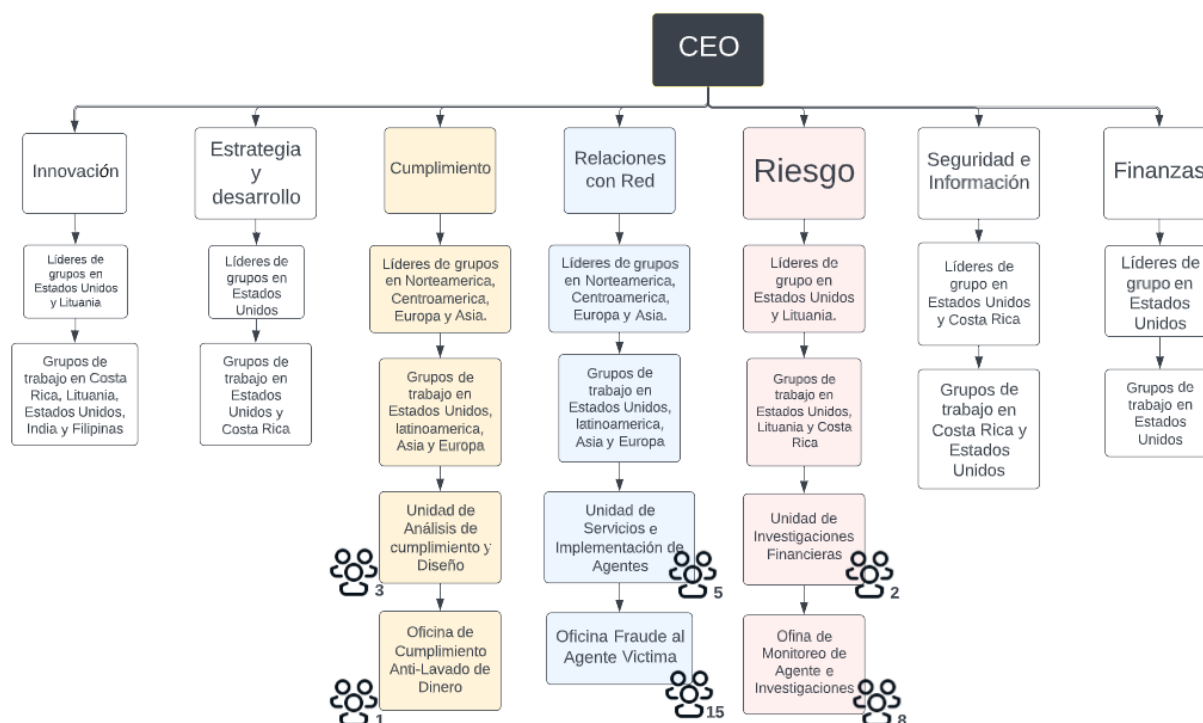 CEO
Innovación
Estrategia
y
desarrollo
Cumplimiento
Relaciones
con Red
Riesgo
Seguridad e
Información
Finanzas
Líderes de
grupos en
Estados Unidos
y Lituania
Líderes de
grupos en
Estados
Unidos
Líderes de grupos
en Norteamerica,
Centroamerica,
Europa y Asia.
Líderes de grupos
en Norteamerica,
Centroamerica,
Europa y Asia.
Líderes de
grupo en
Estados Unidos
y Lituania.
Líderes de
grupo en
Estados Unidos
y Costa Rica
Líderes de
grupo en
Estados
Unidos
Grupos de
trabajo en Costa
Rica, Lituania,
Estados Unidos,
India y Filipinas
Grupos de
trabajo en
Estados
Unidos y
Costa Rica
Grupos de
trabajo en
Estados Unidos,
latinoamerica,
Asia y Europa
Grupos de
trabajo en
Estados Unidos,
latinoamerica,
Asia y Europa
Grupos de
trabajo en
Estados Unidos,
Lituania y Costa
Rica
Grupos de
trabajo en
Costa Rica y
Estados
Unidos
Grupos de
trabajo en
Estados
Unidos
Unidad de
Análisis de
cumplimiento y
Diseño
3
Unidad de
Servicios e
Implementación de
Agentes
5
Unidad de
Investigaciones
Financieras
2
Oficina de
Cumplimiento
Anti-Lavado de
Dinero
1
Oficina Fraude al
Agente Victima
15
Ofina de
Monitoreo de
Agente e
Investigaciones
8